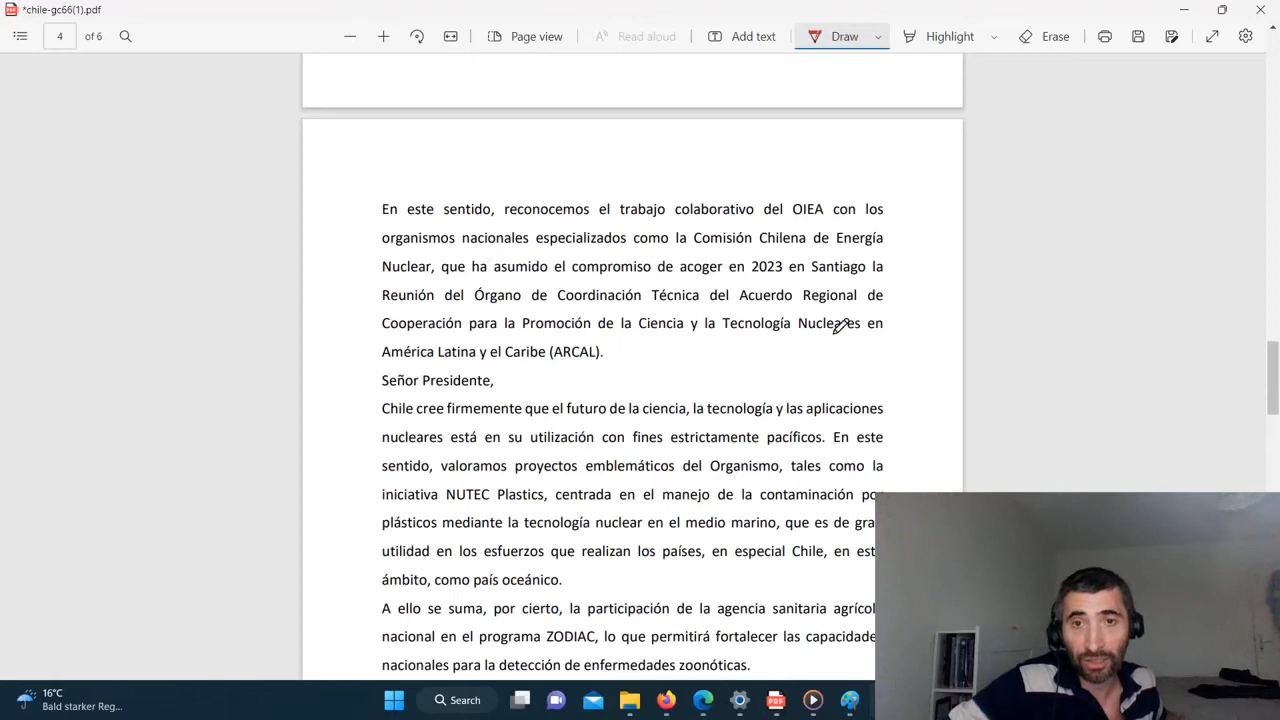 *chile-gc66(1).pdf
4 of 6
Page view
Read aloud
Add text
Draw
Highlight
Erase
En este sentido, reconocemos el trabajo colaborativo del OIEA con los
organismos nacionales especializados como la Comisión Chilena de Energía
Nuclear, que ha asumido el compromiso de acoger en 2023 en Santiago la
Reunión del Órgano de Coordinación Técnica del Acuerdo Regional de
Cooperación para la Promoción de la Ciencia y la Tecnología Nucleares en
América Latina y el Caribe (ARCAL).
Señor Presidente,
Chile cree firmemente que el futuro de la ciencia, la tecnología y las aplicaciones
nucleares está en su utilización con fines estrictamente pacíficos. En este
sentido, valoramos proyectos emblemáticos del Organismo, tales como la
iniciativa NUTEC Plastics, centrada en el manejo de la contaminación po
plásticos mediante la tecnología nuclear en el medio marino, que es de gra
utilidad en los esfuerzos que realizan los países, en especial Chile, en est
ámbito, como país oceánico.
A ello se suma, por cierto, la participación de la agencia sanitaria agrícol
nacional en el programa ZODIAC, lo que permitirá fortalecer las capacidade
nacionales para la detección de enfermedades zoonóticas.
16°C
Bald starker Reg...
Search